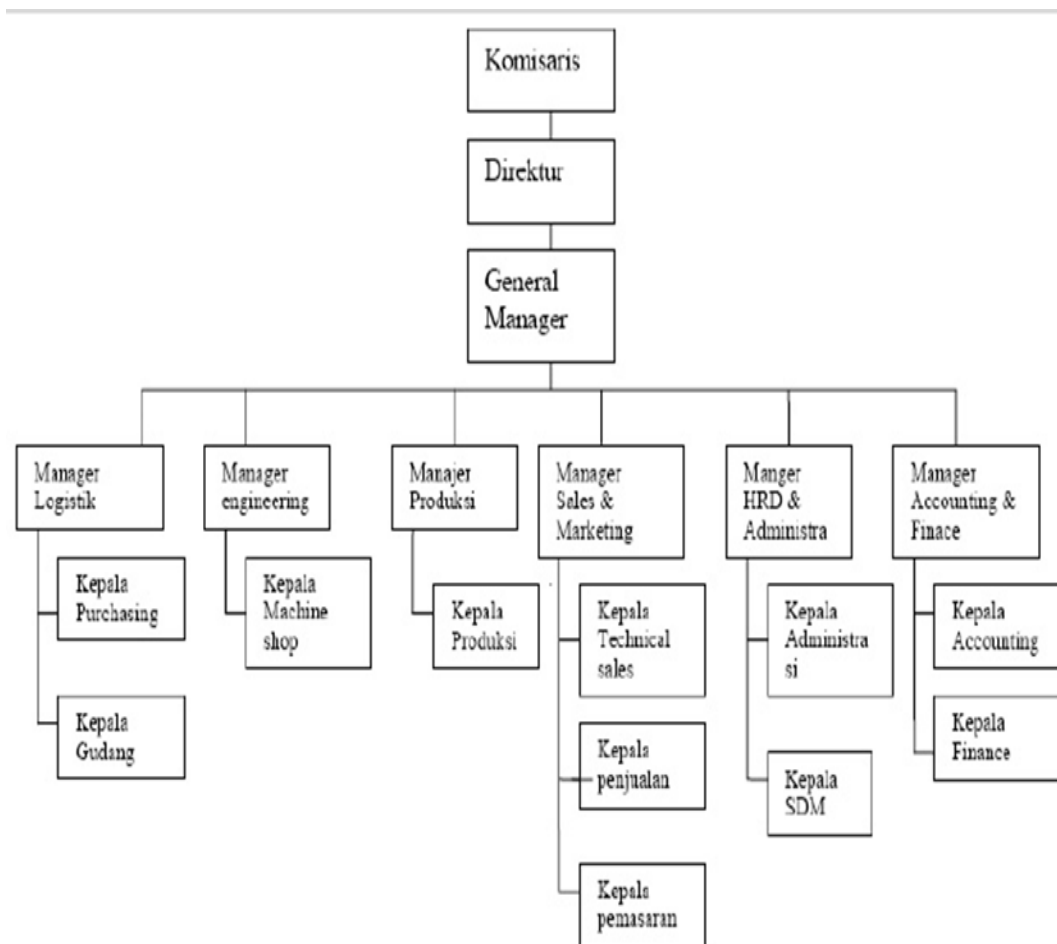 Komisaris
Direktur
General
Manager
Manager
Logistik
Manager
engineering
Manajer
Produksi
Manager
Sales &
Marketing
Manger
HRD &
Administra
Manager
Accounting &
Finace
Kepala
Purchasing
Kepala
Gudang
Kepala
Machine
shop
Kepala
Produksi
Kepala
Technical
sales
Kepala
penjualan
Kepala
pemasaran
Kepala
Administra
si
Kepala
SDM
Kepala
Accounting
Kepala
Finance